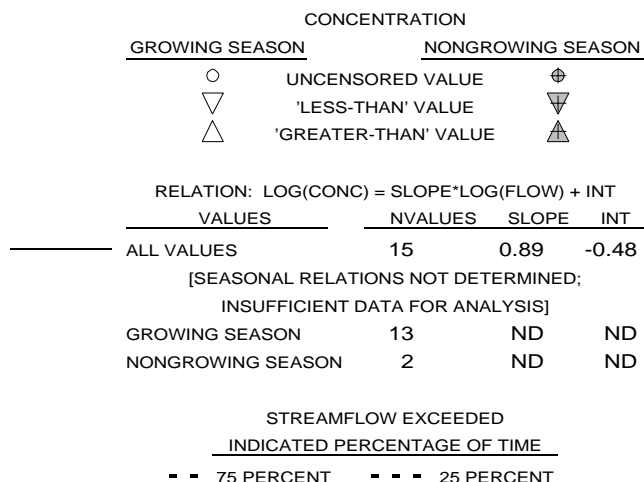 CONCENTRATION
GROWING SEASON NONGROWING SEASON
UNCENSORED VALUE
'LESS-THAN' VALUE
'GREATER-THAN' VALUE
RELATION: LOG(CONC) = SLOPE*LOG(FLOW) + INT
VALUES NVALUES SLOPE INT
ALL VALUES 15 0.89 -0.48
[SEASONAL RELATIONS NOT DETERMINED;
INSUFFICIENT DATA FOR ANALYSIS]
GROWING SEASON 13 ND ND
NONGROWING SEASON 2 ND ND
STREAMFLOW EXCEEDED
INDICATED PERCENTAGE OF TIME
75 PERCENT 25 PERCENT